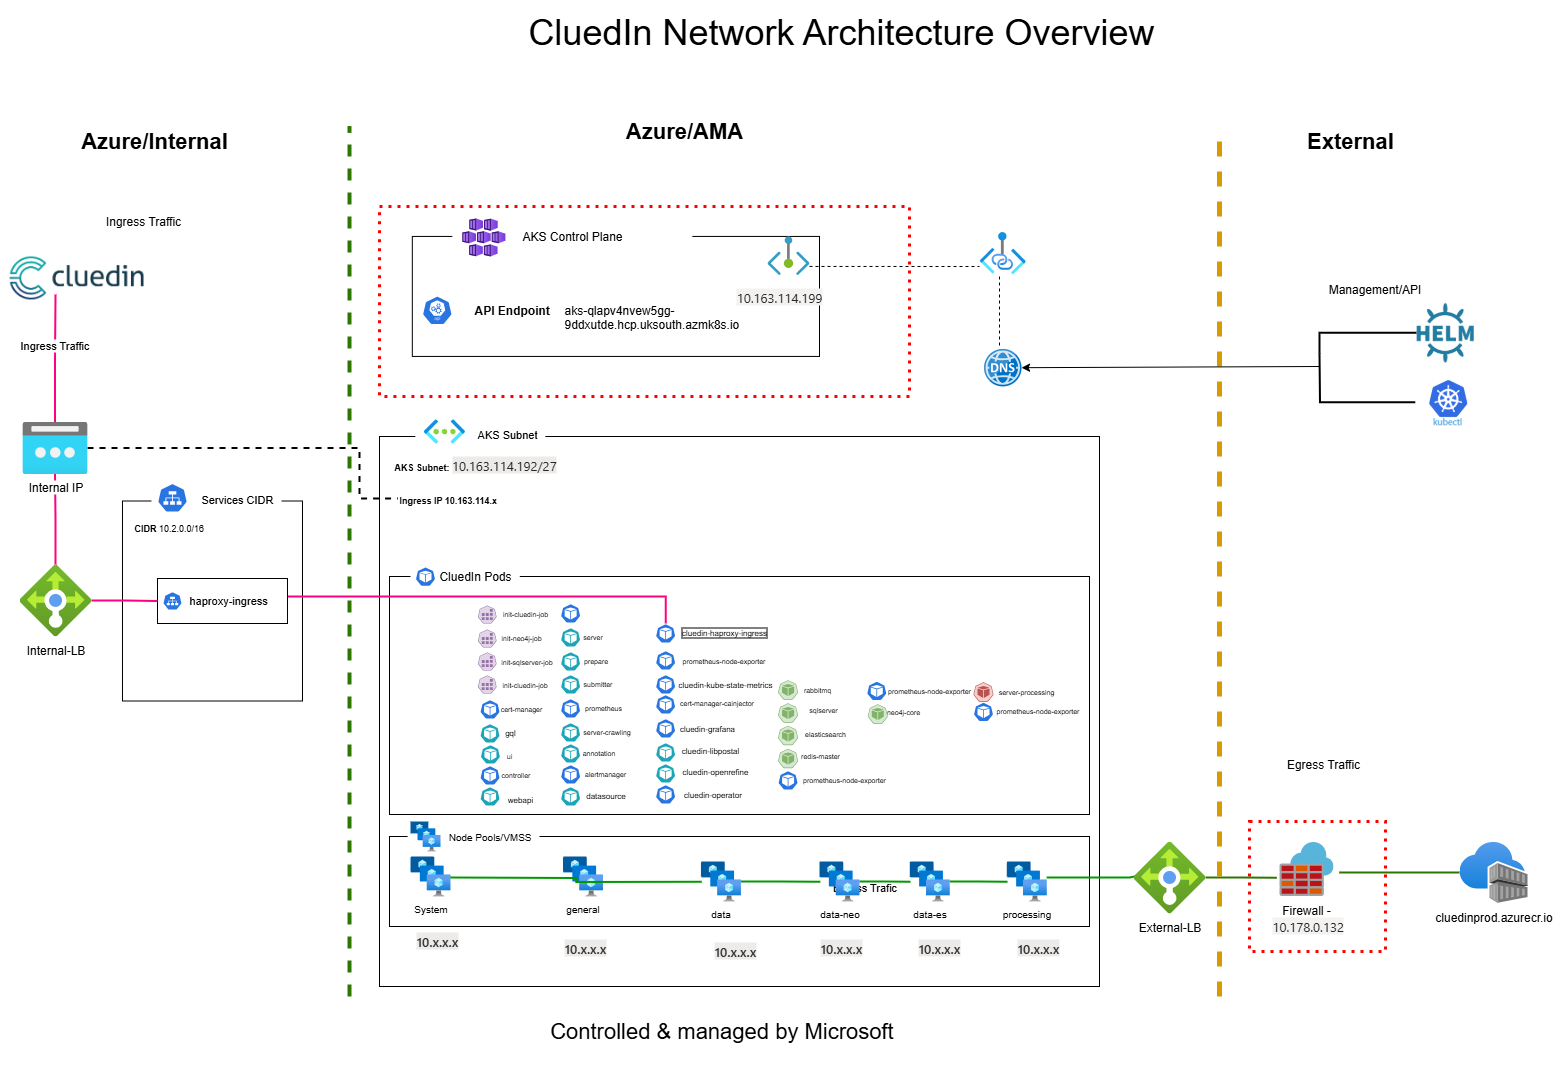 CluedIn Network Architecture Overview
Azure/Internal
Azure/AMA
External
Ingress Traffic
cluedin
Ingress Traffic
Internal IP
Services CIDR
CIDR 10.2.0.0/16
haproxy-ingress
Internal-LB
AKS Control Plane
10.163.114.199
API Endpoint
aks-qlapv4nvew5gg-
9ddxutde.hcp.uksouth.azmk8s.io
DNS
Management/API
HELM
kubectl
AKS Subnet
AKS Subnet: 10.163.114.192/27
Ingress IP 10.163.114.x
CluedIn Pods
init-cluedin-job
init-neo4j-job
init-sqlserver-job
init-cluedin-job
cert-manager
gql
ui
controller
webapi
server
prepare
submitter
prometheus
server-crawling
annotation
alertmanager
datasource
cluedin-haproxy-ingress
prometheus-node-exporter
cluedin-kube-state-metrics
cert-manager-cainjector
cluedin-grafana
cluedin-libpostal
cluedin-openrefine
cluedin-operator
rabbitmq
sqlserver
elasticsearch
redis-master
prometheus-node-exporter
prometheus-node-exporter
neo4j-core
server-processing
prometheus-node-exporter
Node Pools/VMSS
System
general
data
data-neo
data-es
processing
Trafic
10.x.x.x
10.x.x.x
10.x.x.x
10.x.x.x
10.x.x.x
10.x.x.x
External-LB
Egress Traffic
Firewall -
10.178.0.132
cluedinprod.azurecr.io
Controlled & managed by Microsoft